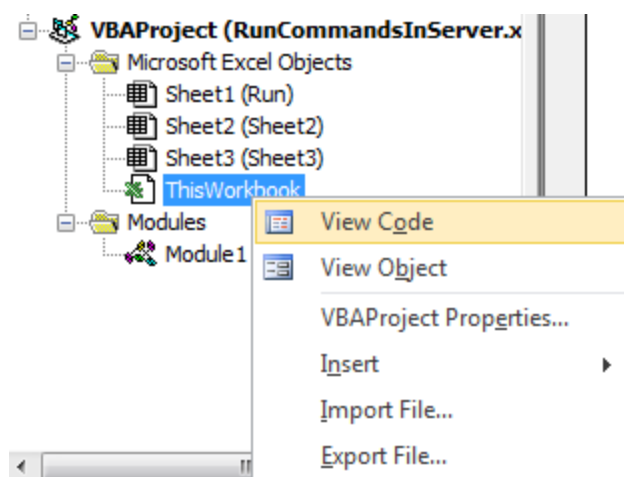 VBAProject (RunCommandsInServer.x
Microsoft Excel Objects
Sheet1 (Run)
Sheet2 (Sheet2)
Sheet3 (Sheet3)
ThisWorkbook
Modules
Module1
View Code
View Object
VBAProject Properties...
Insert
Import File...
Export File...